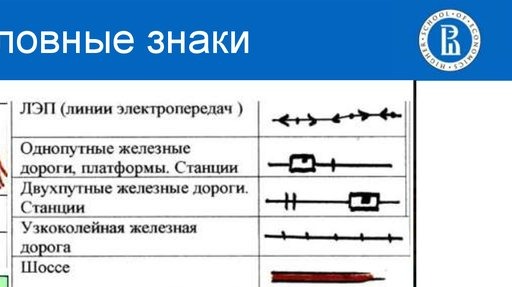 ловные знаки
HIGHER SCHOOL OF ECONOMICS
ЛЭП (линии электропередач )
Однопутные железные
дороги, платформы. Станции
Двухпутные железные дороги.
Станции
Узкоколейная железная
дорога
Шоссе